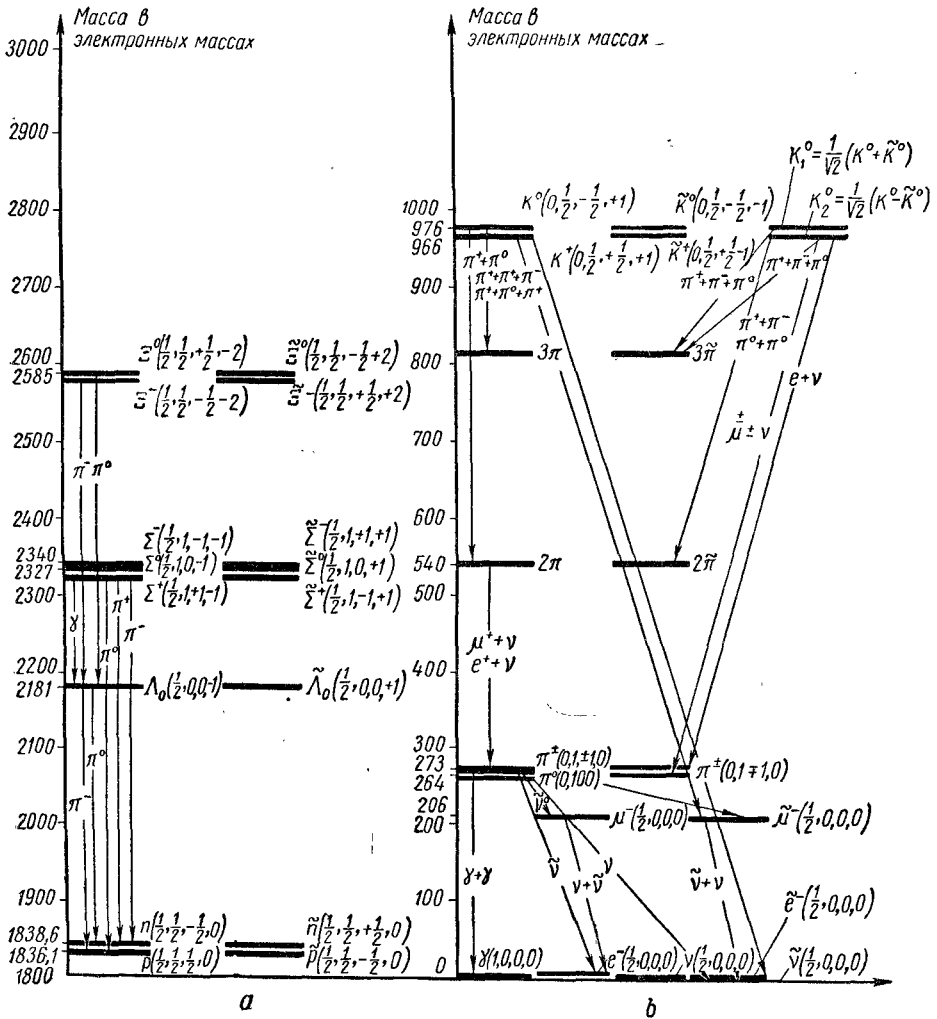 Масса в
электронных массах
3000
2900
2800
2700
2600
2585
2500
2400
2340
2327
2300
2200
2181
2100
2000
1900
1838,6
1836,1
1800
Ξ⁰(1/2,1/2,+1/2,-2)
Ξ̃⁰(1/2,1/2,-1/2+2)
Ξ⁻(1/2,1/2,-1/2-2)
Ξ̃-(1/2,1/2,+1/2,+2)
π⁻ π⁰
Σ⁻(1/2,1,-1,-1)
Σ̃⁻(1/2,1,+1,+1)
Σ⁰(1/2,1,0,-1)
Σ̃⁰(1/2,1,0,+1)
Σ⁺(1/2,1,+1,-1)
Σ̃⁺(1/2,1,-1,+1)
γ
π⁰
π⁺
π⁻
Λ₀(1/2,0,0,-1)
Λ̃₀(1/2,0,0,+1)
π⁰
π⁻
n(1/2,1/2,-1/2,0)
ñ(1/2,1/2,+1/2,0)
p(1/2,1/2,1/2,0)
p̃(1/2,1/2,-1/2,0)
a
Масса в
электронных массах
1000
976
966
900
800
700
600
540
500
400
300
273
264
206
200
100
0
K₁⁰=1/√2(K⁰+K̃⁰)
K₂⁰=1/√2(K⁰-K̃⁰)
K⁰(0,1/2,-1/2,+1)
K̃⁰(0,1/2,-1/2,-1)
K⁺(0,1/2,+1/2,+1)
K̃⁺(0,1/2,+1/2-1)
π⁺+π⁰
π⁺+π⁺+π⁻
π⁺+π⁰+π⁺
π⁺+π⁻+π⁰
π⁺+π⁻+π⁰
3π
3π̃
π⁺+π⁻
π⁰+π⁰
e+ν
μ±±ν
2π
2π̃
μ⁺+ν
e⁺+ν
π±(0,1,±1,0)
π⁰(0,100)
π±(0,1∓1,0)
ν̃⁰
μ⁻(1/2,0,0,0)
μ̃⁻(1/2,0,0,0)
γ+γ
ν̃
ν+ν̃
ν
ν̃+ν
ẽ⁻(1/2,0,0,0)
γ(1,0,0,0)
e⁻(1/2,0,0,0)
ν(1/2,0,0,0)
ν̃(1/2,0,0,0)
b